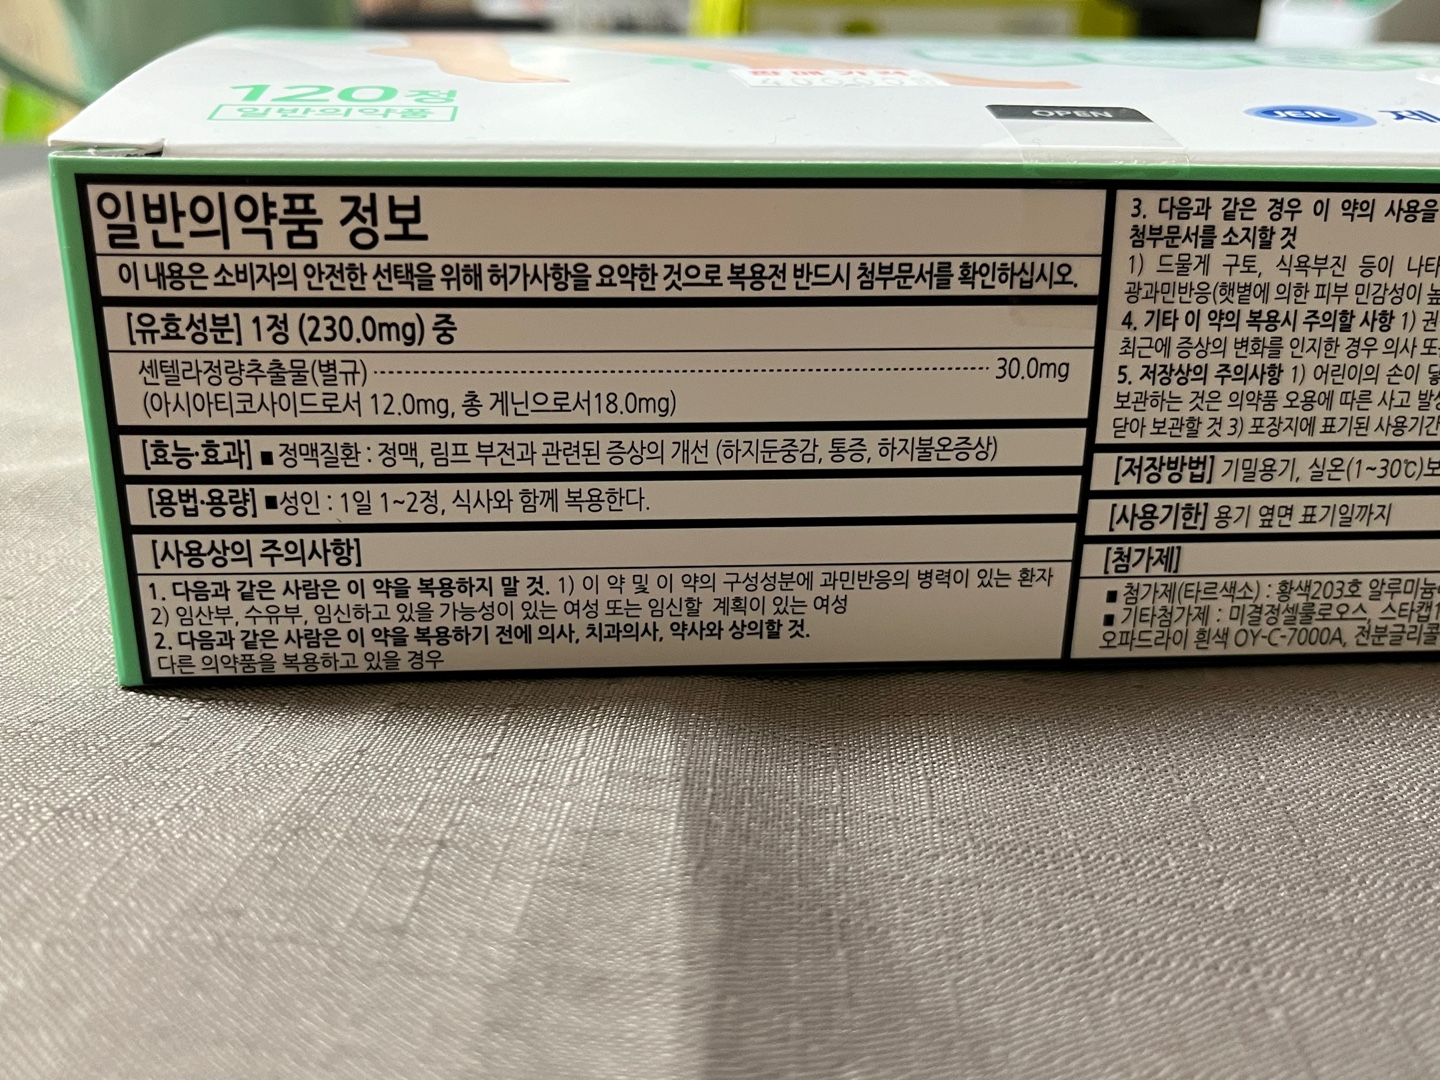 120정
일반의약품
판매가격
OPEN
JEIL 제
일반의약품 정보
이 내용은 소비자의 안전한 선택을 위해 허가사항을 요약한 것으로 복용전 반드시 첨부문서를 확인하십시오.
[유효성분] 1정 (230.0mg) 중
센텔라정량추출물(별규) 30.0mg
(아시아티코사이드로서 12.0mg, 총 게닌으로서18.0mg)
[효능·효과] ■ 정맥질환 : 정맥, 림프 부전과 관련된 증상의 개선 (하지둔중감, 통증, 하지불온증상)
[용법·용량] ■성인 : 1일 1~2정, 식사와 함께 복용한다.
[사용상의 주의사항]
1. 다음과 같은 사람은 이 약을 복용하지 말 것. 1) 이 약 및 이 약의 구성성분에 과민반응의 병력이 있는 환자
2) 임산부, 수유부, 임신하고 있을 가능성이 있는 여성 또는 임신할 계획이 있는 여성
2. 다음과 같은 사람은 이 약을 복용하기 전에 의사, 치과의사, 약사와 상의할 것.
다른 의약품을 복용하고 있을 경우
3. 다음과 같은 경우 이 약의 사용을
첨부문서를 소지할 것
1) 드물게 구토, 식욕부진 등이 나타
광과민반응(햇볕에 의한 피부 민감성이 높
4. 기타 이 약의 복용시 주의할 사항 1) 권
최근에 증상의 변화를 인지한 경우 의사 또
5. 저장상의 주의사항 1) 어린이의 손이 닿
보관하는 것은 의약품 오용에 따른 사고 발생
닫아 보관할 것 3) 포장지에 표기된 사용기간
[저장방법] 기밀용기, 실온(1~30℃)보
[사용기한] 용기 옆면 표기일까지
[첨가제]
■ 첨가제(타르색소) : 황색203호 알루미늄
■ 기타첨가제 : 미결정셀룰로오스, 스타캡1
오파드라이 흰색 OY-C-7000A, 전분글리콜